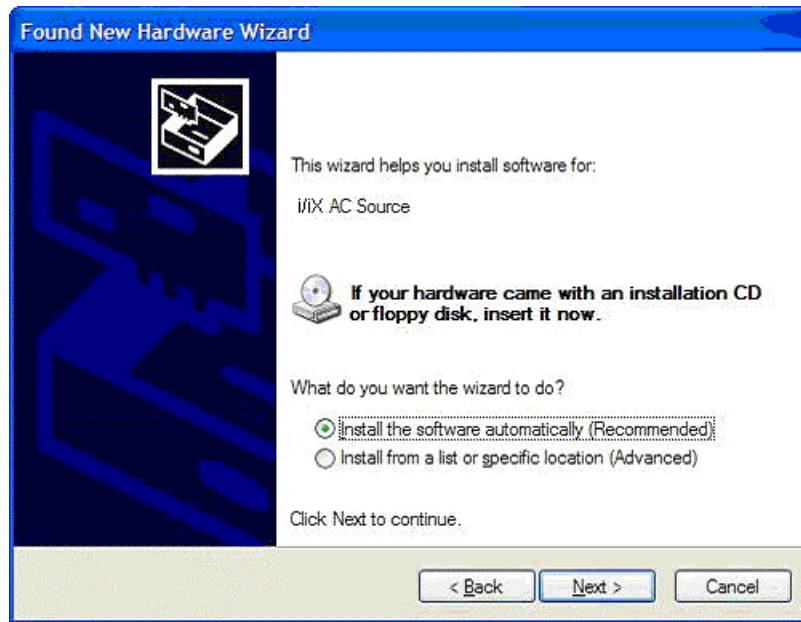 Found New Hardware Wizard
This wizard helps you install software for:
i/iX AC Source
If your hardware came with an installation CD
or floppy disk, insert it now.
What do you want the wizard to do?
Install the software automatically (Recommended)
Install from a list or specific location (Advanced)
Click Next to continue.
< Back
Next >
Cancel